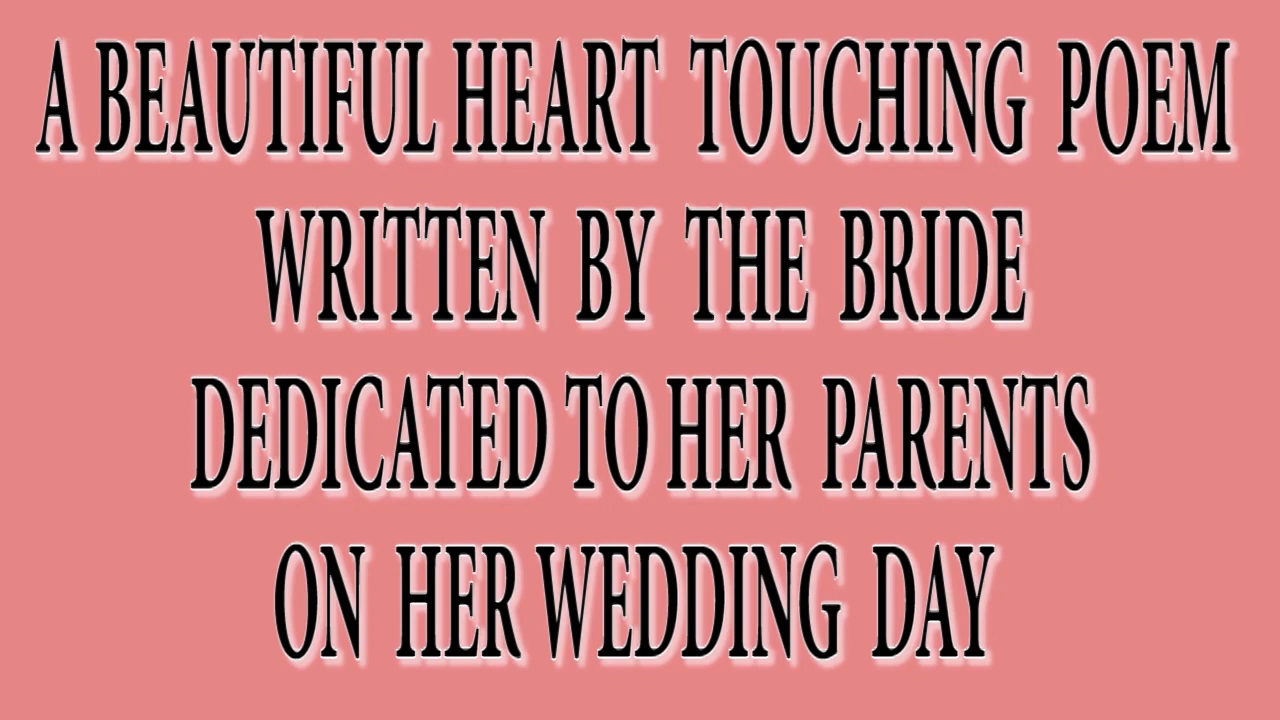 A BEAUTIFUL HEART TOUCHING POEM
WRITTEN BY THE BRIDE
DEDICATED TO HER PARENTS
ON HER WEDDING DAY